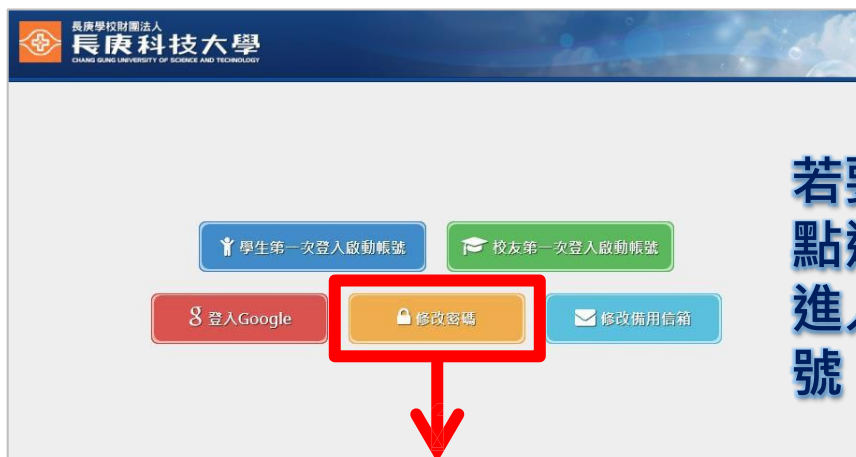 長庚學校財團法人
長庚科技大學
CHANG GUNG UNIVERSITY OF SCIENCE AND TECHNOLOGY
學生第一次登入啟動帳號
校友第一次登入啟動帳號
8 登入Google
修改密碼
修改備用信箱
若
點
進
號
2